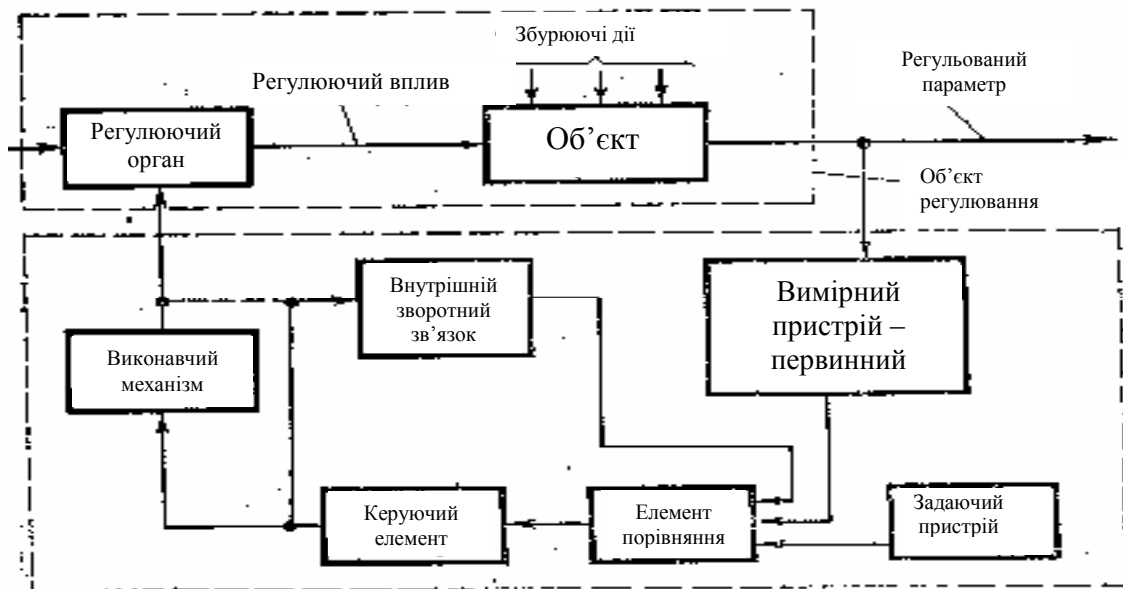 Збурюючі дії
Регулюючий вплив
Регульований
параметр
Регулюючий
орган
Об’єкт
Об’єкт
регулювання
Внутрішній
зворотний
зв’язок
Вимірний
пристрій –
первинний
Виконавчий
механізм
Керуючий
елемент
Елемент
порівняння
Задаючий
пристрій